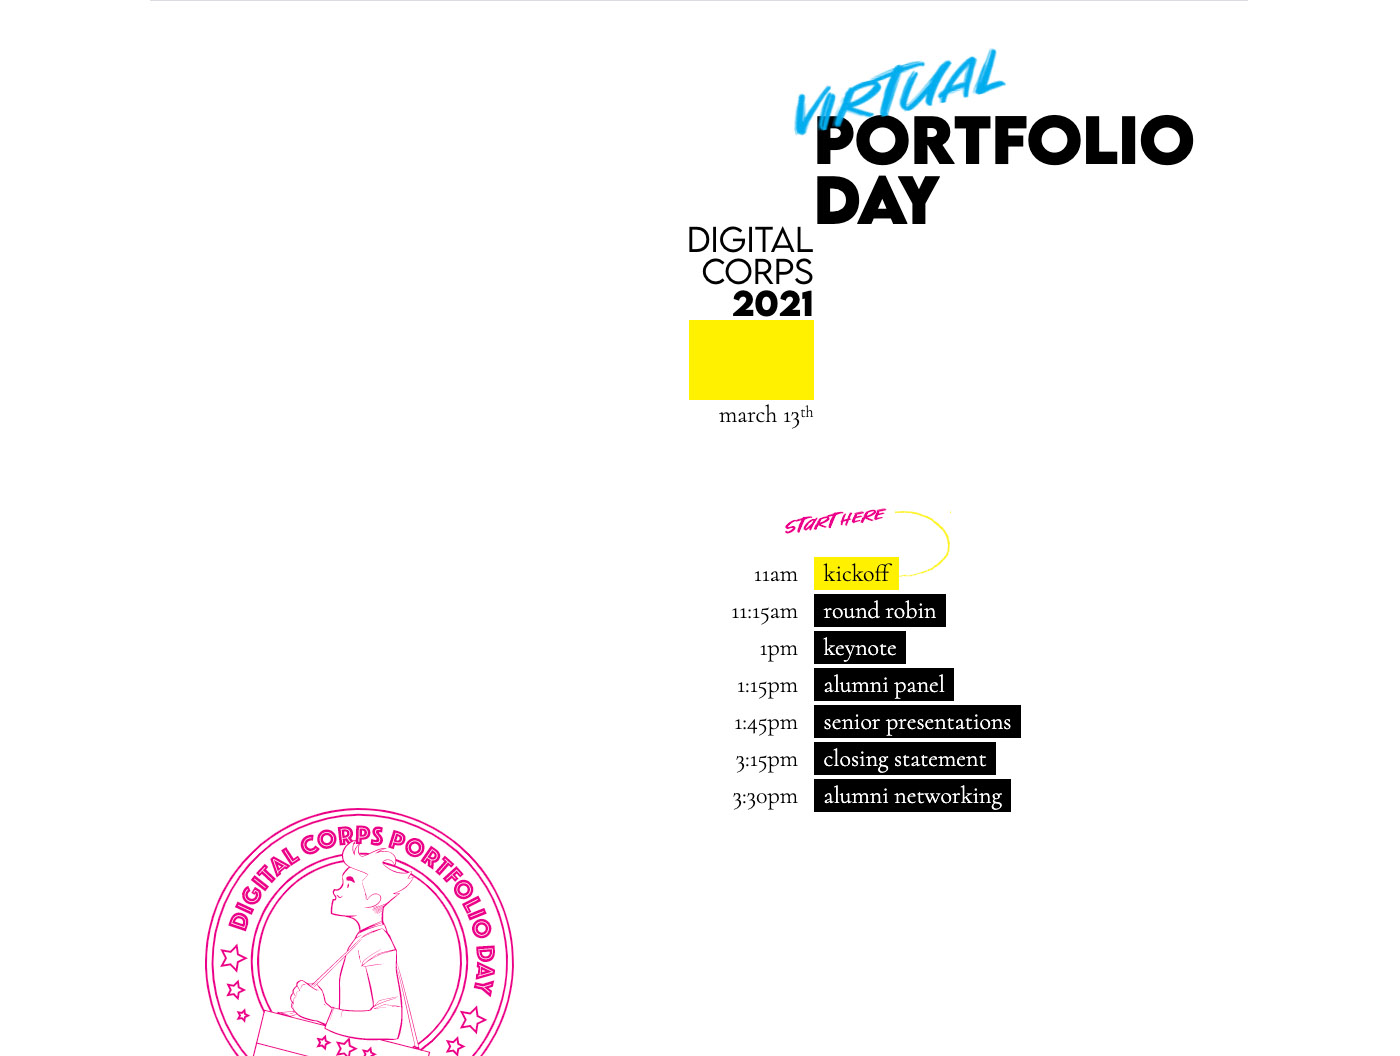 VIRTUAL
PORTFOLIO
DAY
DIGITAL
CORPS
2021
march 13th
START HERE
11am kickoff
11:15am round robin
1pm keynote
1:15pm alumni panel
1:45pm senior presentations
3:15pm closing statement
3:30pm alumni networking
DIGITAL CORPS PORTFOLIO DAY